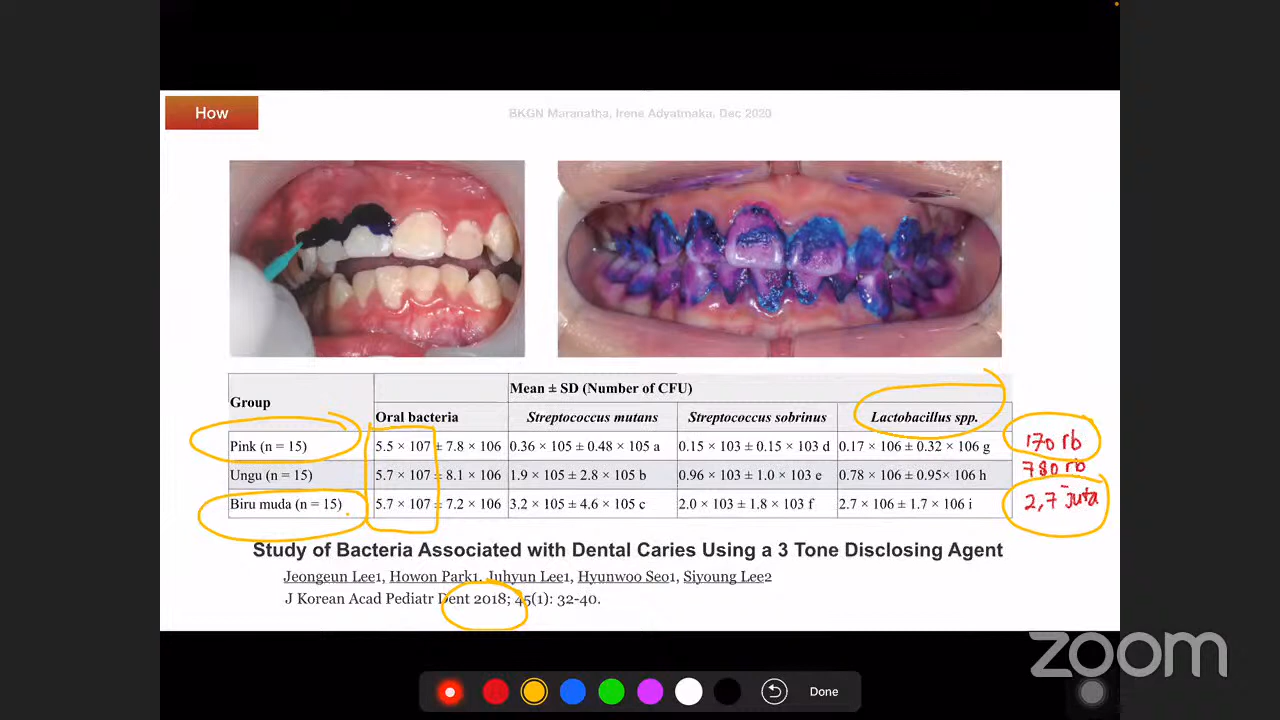 How
BKGN Maranatha, Irene Adyatmaka, Dec 2020
Group
Mean ± SD (Number of CFU)
Oral bacteria Streptococcus mutans Streptococcus sobrinus Lactobacillus spp.
Pink (n = 15) 5.5 × 107 ± 7.8 × 106 0.36 × 105 ± 0.48 × 105 a 0.15 × 103 ± 0.15 × 103 d 0.17 × 106 ± 0.32 × 106 g 170 rb
Ungu (n = 15) 5.7 × 107 ± 8.1 × 106 1.9 × 105 ± 2.8 × 105 b 0.96 × 103 ± 1.0 × 103 e 0.78 × 106 ± 0.95× 106 h 780 rb
Biru muda (n = 15) 5.7 × 107 ± 7.2 × 106 3.2 × 105 ± 4.6 × 105 c 2.0 × 103 ± 1.8 × 103 f 2.7 × 106 ± 1.7 × 106 i 2,7 juta
Study of Bacteria Associated with Dental Caries Using a 3 Tone Disclosing Agent
Jeongeun Lee1, Howon Park1, Juhyun Lee1, Hyunwoo Seo1, Siyoung Lee2
J Korean Acad Pediatr Dent 2018; 45(1): 32-40.
zoom
Done